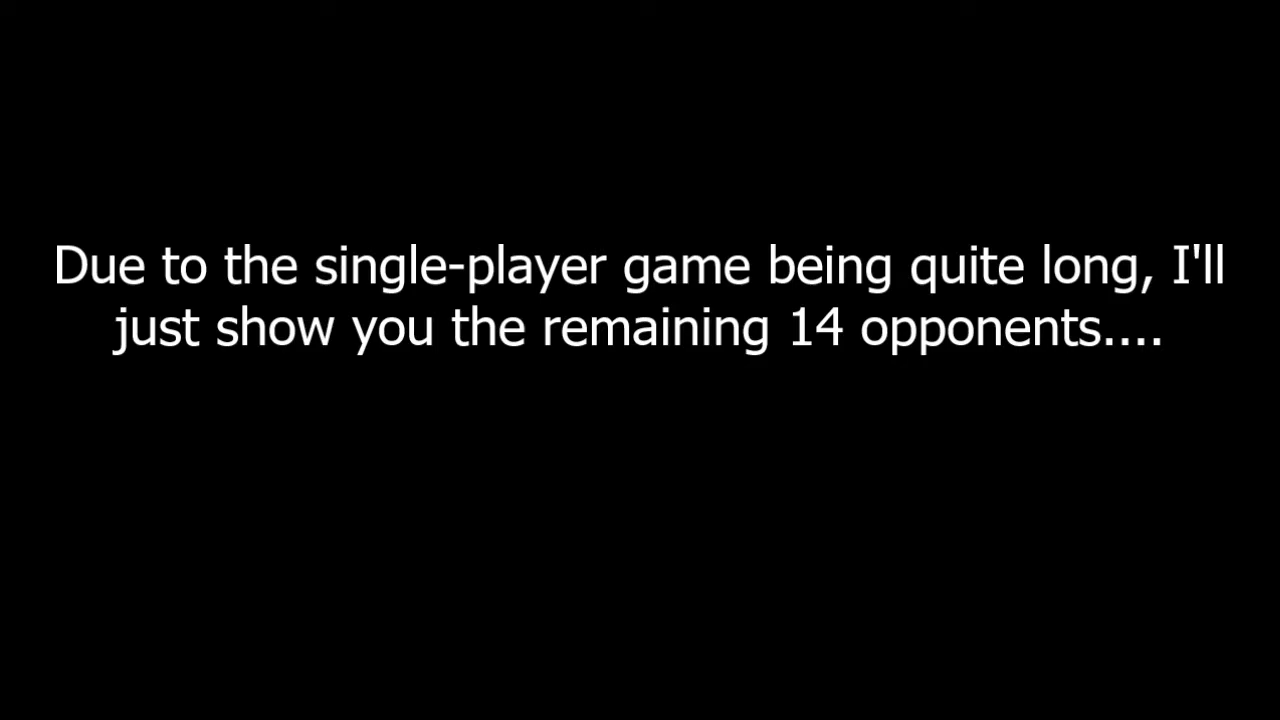 Due to the single-player game being quite long, I'll
just show you the remaining 14 opponents....